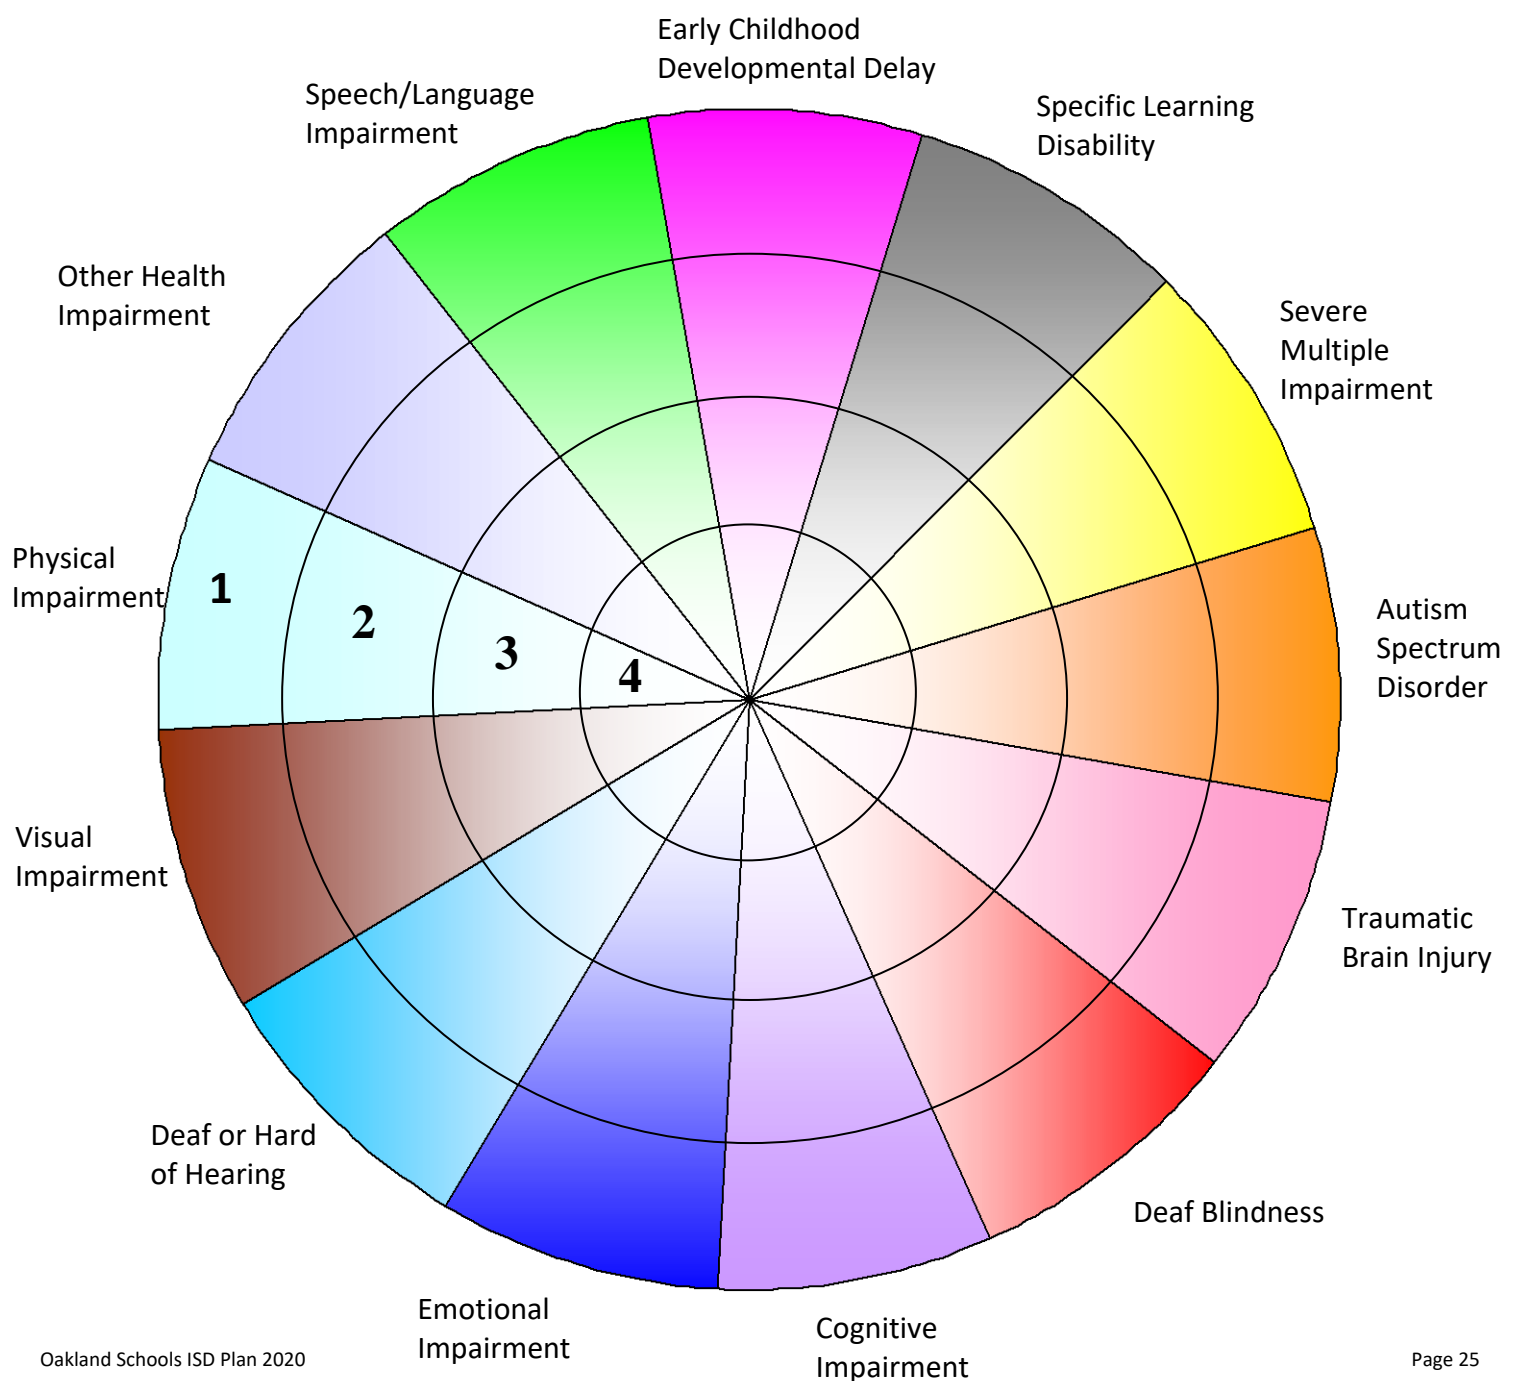 Early Childhood
Developmental Delay
Speech/Language
Impairment
Specific Learning
Disability
Other Health
Impairment
Severe
Multiple
Impairment
Physical
Impairment
1
2
3
4
Autism
Spectrum
Disorder
Visual
Impairment
Traumatic
Brain Injury
Deaf or Hard
of Hearing
Deaf Blindness
Emotional
Impairment
Cognitive
Impairment
Oakland Schools ISD Plan 2020
Page 25